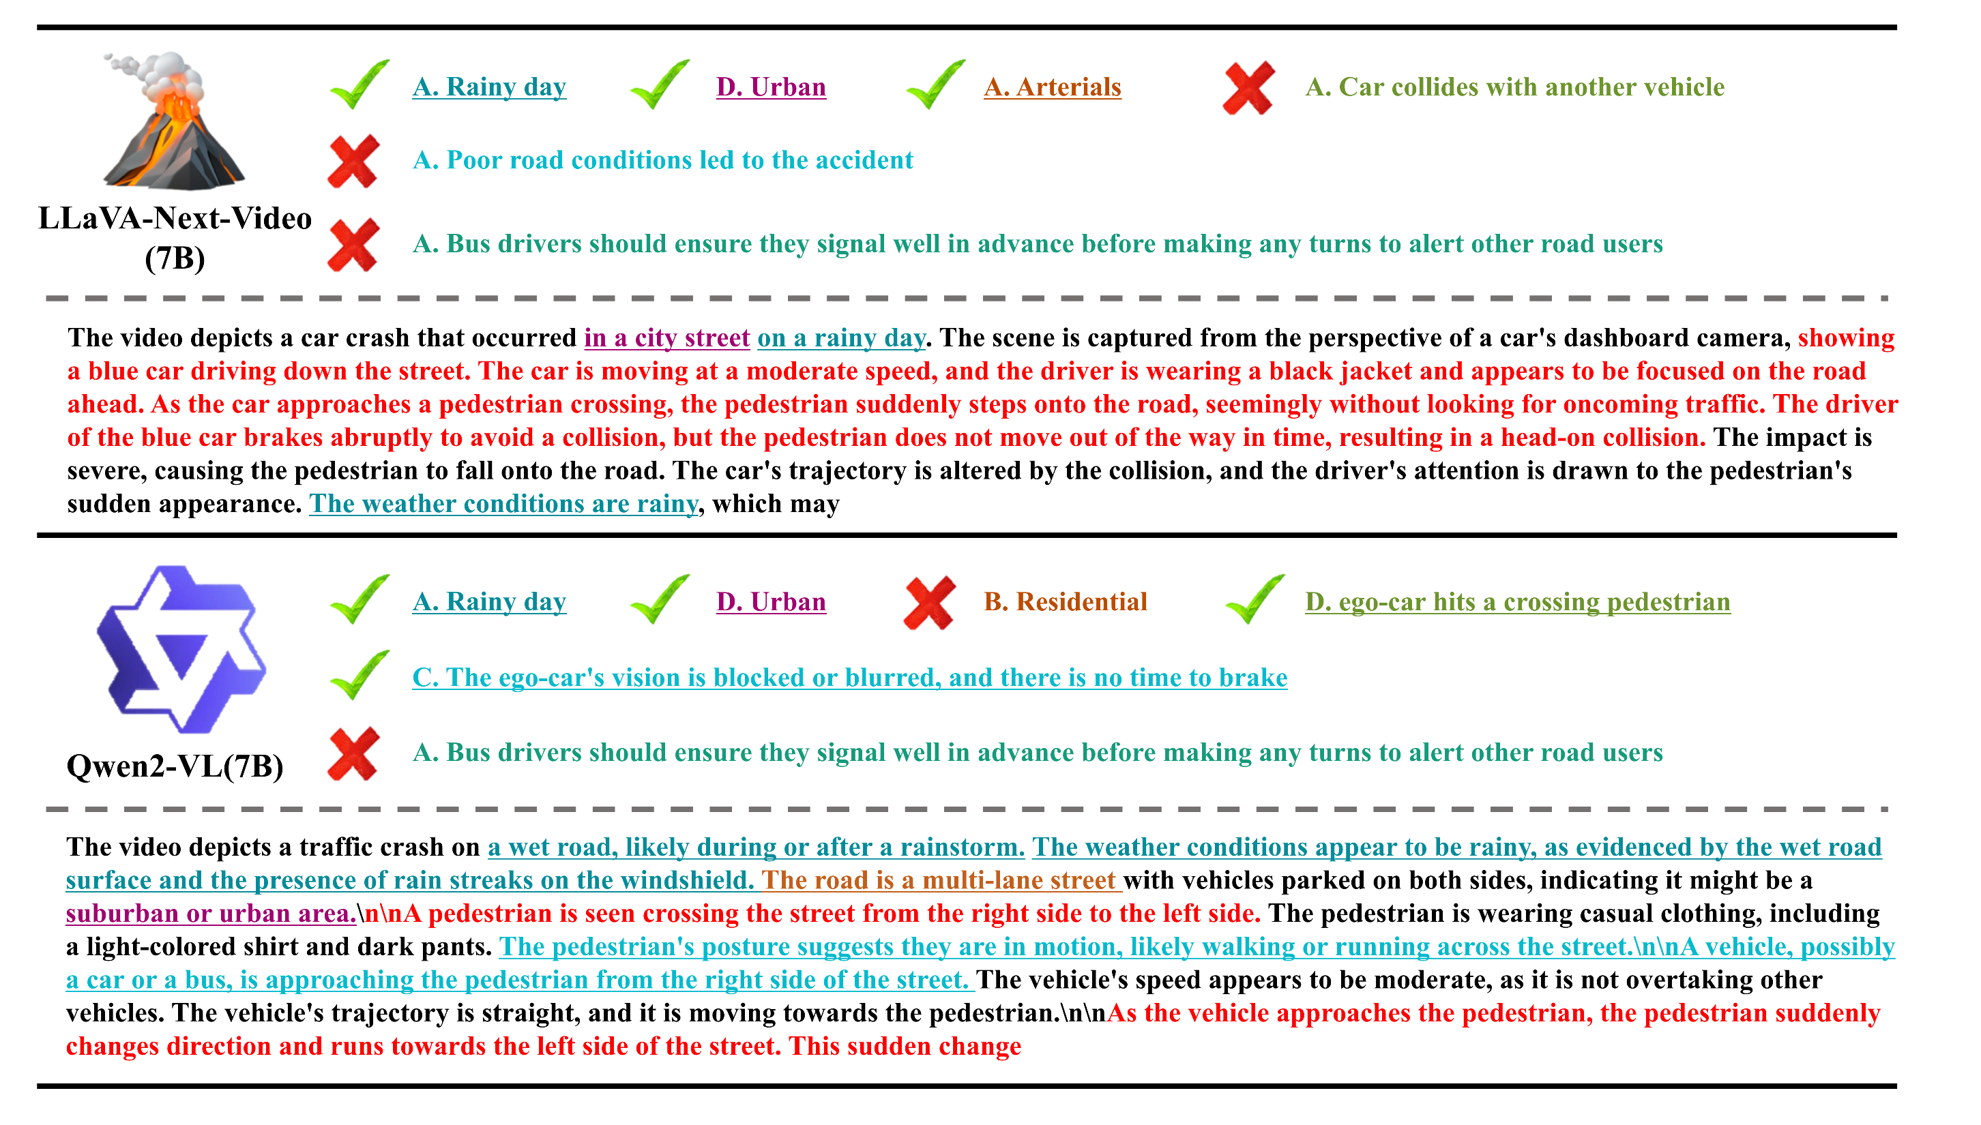 A. Rainy day D. Urban A. Arterials A. Car collides with another vehicle
A. Poor road conditions led to the accident
LLaVA-Next-Video
(7B)
A. Bus drivers should ensure they signal well in advance before making any turns to alert other road users
The video depicts a car crash that occurred in a city street on a rainy day. The scene is captured from the perspective of a car's dashboard camera, showing
a blue car driving down the street. The car is moving at a moderate speed, and the driver is wearing a black jacket and appears to be focused on the road
ahead. As the car approaches a pedestrian crossing, the pedestrian suddenly steps onto the road, seemingly without looking for oncoming traffic. The driver
of the blue car brakes abruptly to avoid a collision, but the pedestrian does not move out of the way in time, resulting in a head-on collision. The impact is
severe, causing the pedestrian to fall onto the road. The car's trajectory is altered by the collision, and the driver's attention is drawn to the pedestrian's
sudden appearance. The weather conditions are rainy, which may
A. Rainy day D. Urban B. Residential D. ego-car hits a crossing pedestrian
C. The ego-car's vision is blocked or blurred, and there is no time to brake
Qwen2-VL(7B)
A. Bus drivers should ensure they signal well in advance before making any turns to alert other road users
The video depicts a traffic crash on a wet road, likely during or after a rainstorm. The weather conditions appear to be rainy, as evidenced by the wet road
surface and the presence of rain streaks on the windshield. The road is a multi-lane street with vehicles parked on both sides, indicating it might be a
suburban or urban area.\n\nA pedestrian is seen crossing the street from the right side to the left side. The pedestrian is wearing casual clothing, including
a light-colored shirt and dark pants. The pedestrian's posture suggests they are in motion, likely walking or running across the street.\n\nA vehicle, possibly
a car or a bus, is approaching the pedestrian from the right side of the street. The vehicle's speed appears to be moderate, as it is not overtaking other
vehicles. The vehicle's trajectory is straight, and it is moving towards the pedestrian.\n\nAs the vehicle approaches the pedestrian, the pedestrian suddenly
changes direction and runs towards the left side of the street. This sudden change